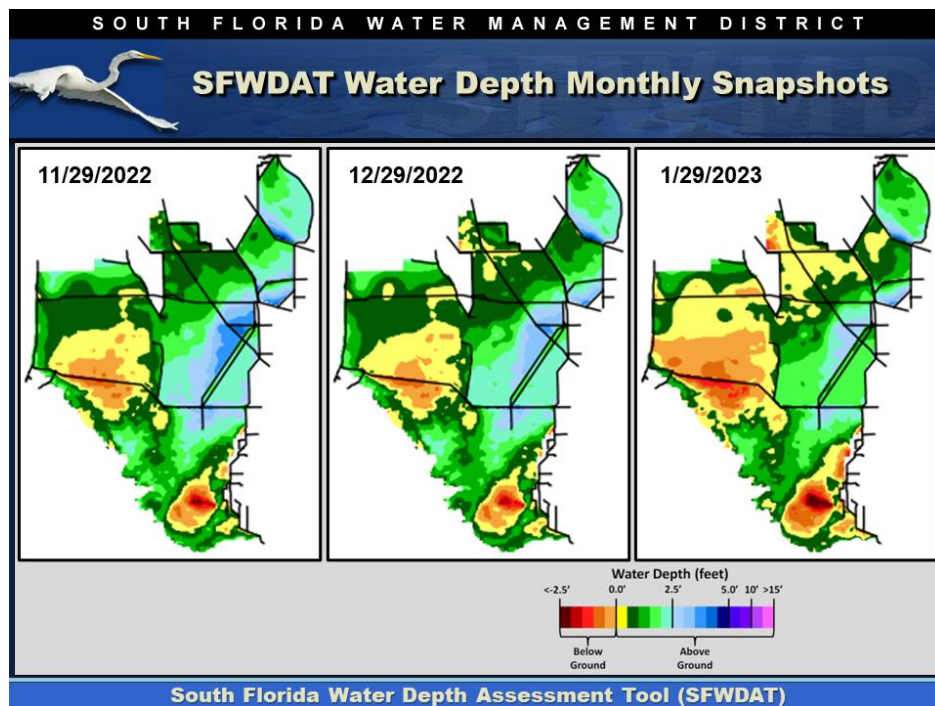 SOUTH FLORIDA WATER MANAGEMENT DISTRICT
SFWDAT Water Depth Monthly Snapshots
11/29/2022
12/29/2022
1/29/2023
Water Depth (feet)
<-2.5' 0.0' 2.5' 5.0' 10' >15'
Below Above
Ground Ground
South Florida Water Depth Assessment Tool (SFWDAT)